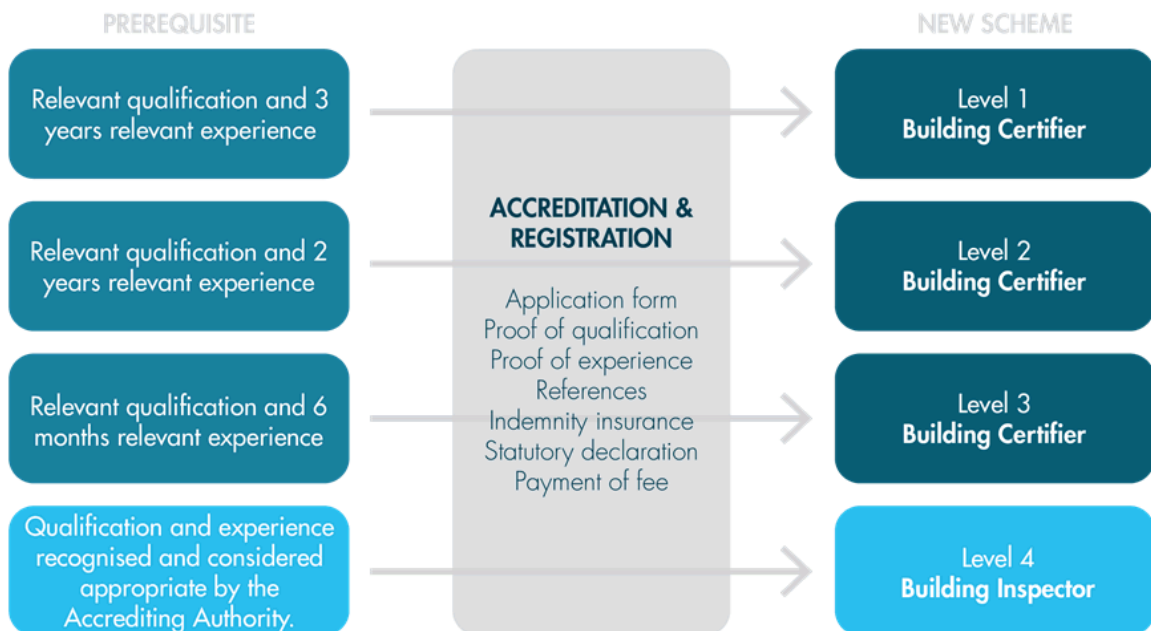 PREREQUISITE
NEW SCHEME
Relevant qualification and 3
years relevant experience
Relevant qualification and 2
years relevant experience
Relevant qualification and 6
months relevant experience
Qualification and experience
recognised and considered
appropriate by the
Accrediting Authority.
ACCREDITATION &
REGISTRATION
Application form
Proof of qualification
Proof of experience
References
Indemnity insurance
Statutory declaration
Payment of fee
Level 1
Building Certifier
Level 2
Building Certifier
Level 3
Building Certifier
Level 4
Building Inspector